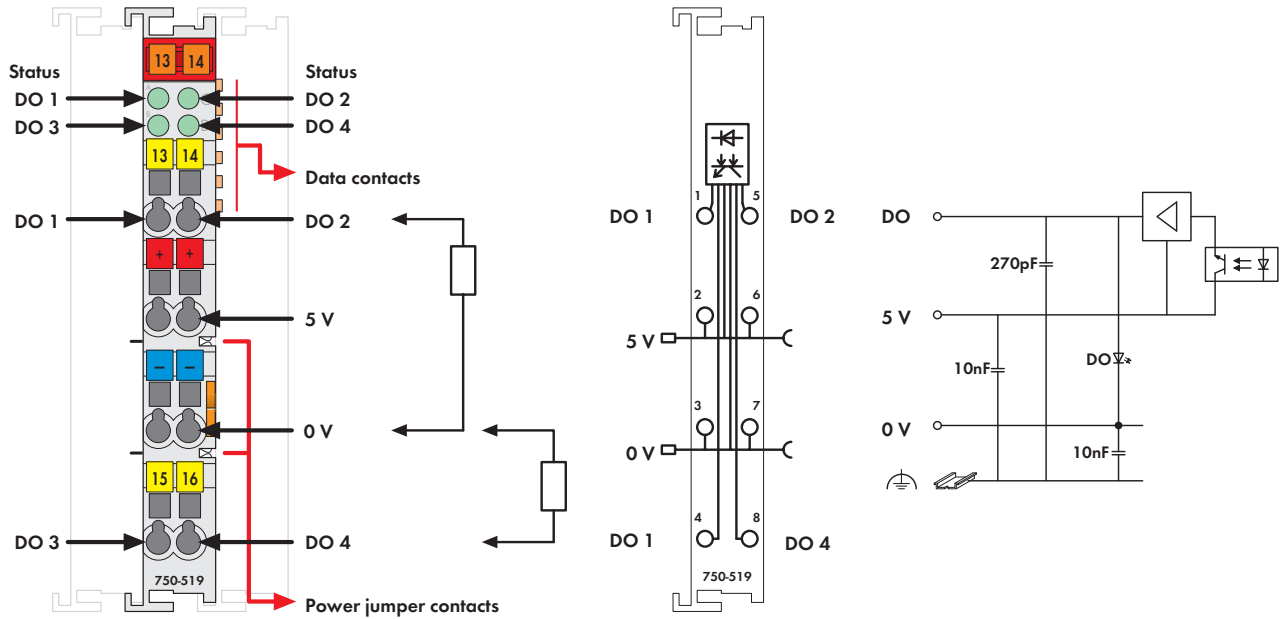 13 14
Status
Status
DO 1
DO 2
DO 3
DO 4
13 14
Data contacts
DO 1
DO 2
+ +
5 V
− −
0 V
15 16
DO 3
DO 4
750-519
Power jumper contacts
1
5
DO 1
DO 2
2
6
5 V
3
7
0 V
4
8
DO 1
DO 4
750-519
DO
270pF
5 V
10nF
DO
0 V
10nF